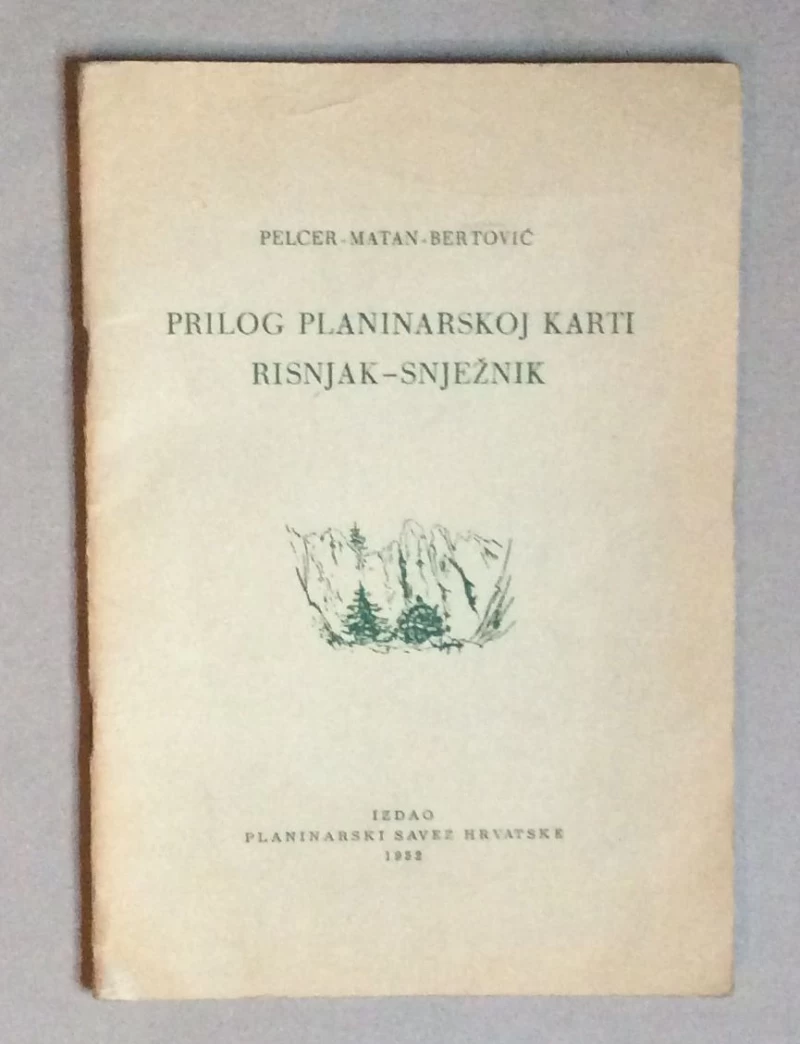 PELCER-MATAN-BERTOVIĆ
PRILOG PLANINARSKOJ KARTI
RISNJAK–SNJEŽNIK
IZDAO
PLANINARSKI SAVEZ HRVATSKE
1952